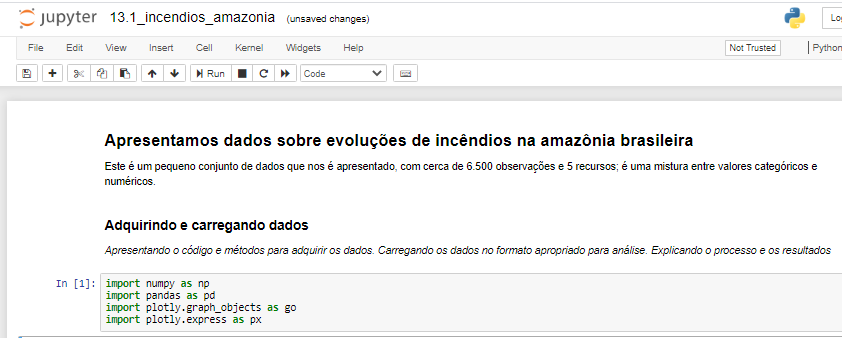 jupyter 13.1_incendios_amazonia (unsaved changes)
File Edit View Insert Cell Kernel Widgets Help Not Trusted Python
Run Code
Apresentamos dados sobre evoluções de incêndios na amazônia brasileira
Este é um pequeno conjunto de dados que nos é apresentado, com cerca de 6.500 observações e 5 recursos; é uma mistura entre valores categóricos e
numéricos.
Adquirindo e carregando dados
Apresentando o código e métodos para adquirir os dados. Carregando os dados no formato apropriado para análise. Explicando o processo e os resultados
In [1]: import numpy as np
import pandas as pd
import plotly.graph_objects as go
import plotly.express as px